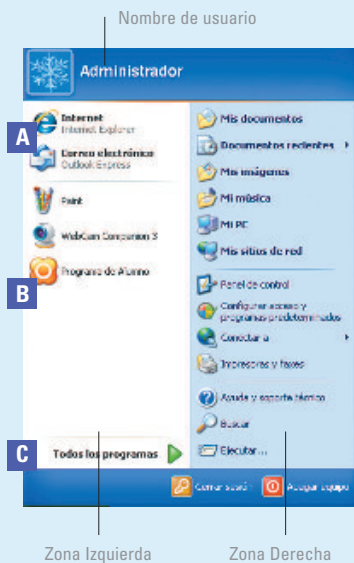 Nombre de usuario
Administrador
Internet
Internet Explorer
Correo electrónico
Outlook Express
Paint
WebCam Companion 3
Programa de Alumno
Todos los programas
Mis documentos
Documentos recientes
Mis imágenes
Mi música
Mi PC
Mis sitios de red
Panel de control
Configurar acceso y
programas predeterminados
Conectar a
Impresoras y faxes
Ayuda y soporte técnico
Buscar
Ejecutar...
Cerrar sesión
Apagar equipo
A
B
C
Zona Izquierda
Zona Derecha